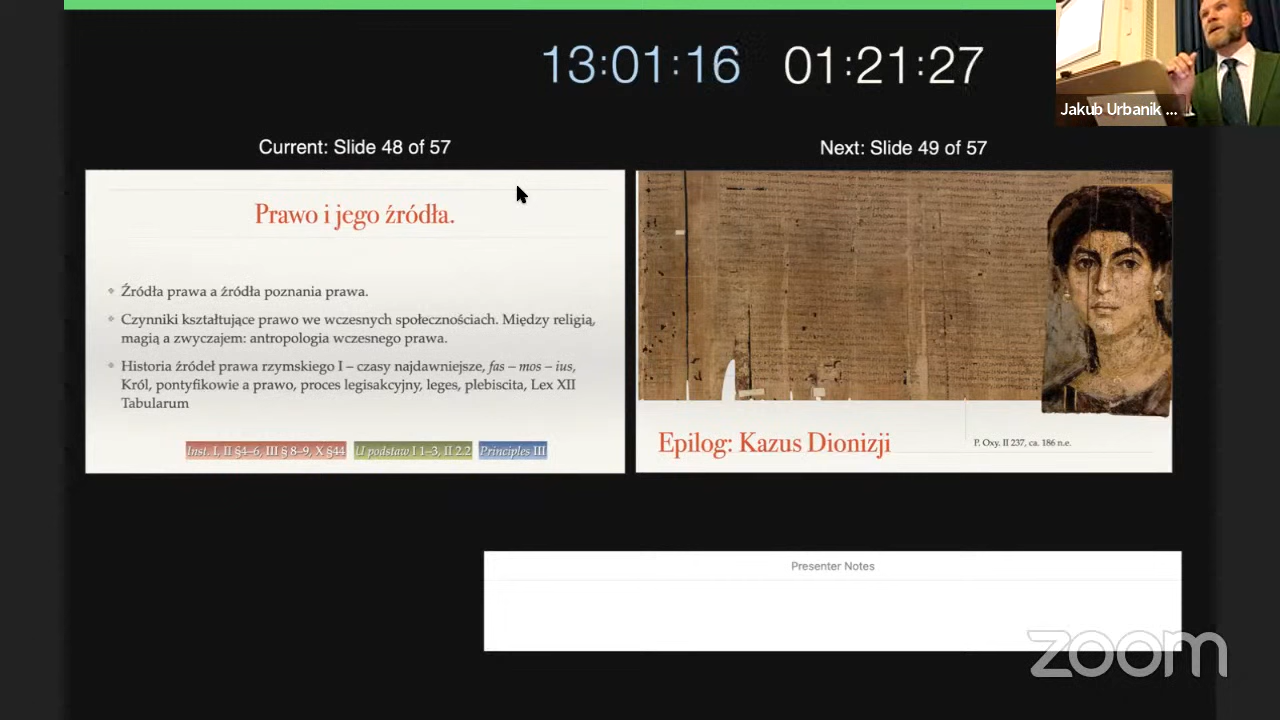 13:01:16 01:21:27
Jakub Urbanik ...
Current: Slide 48 of 57
Next: Slide 49 of 57
Prawo i jego źródła.
Źródła prawa a źródła poznania prawa.
Czynniki kształtujące prawo we wczesnych społecznościach. Między religią,
magią a zwyczajem: antropologia wczesnego prawa.
Historia źródeł prawa rzymskiego I – czasy najdawniejsze, fas – mos – ius,
Król, pontyfikowie a prawo, proces legisakcyjny, leges, plebiscita, Lex XII
Tabularum
Inst. I, II §4–6, III § 8–9, X §44 U podstaw I 1–3, II 2.2 Principles III
Epilog: Kazus Dionizji
P. Oxy. II 237, ca. 186 n.e.
Presenter Notes
zoom